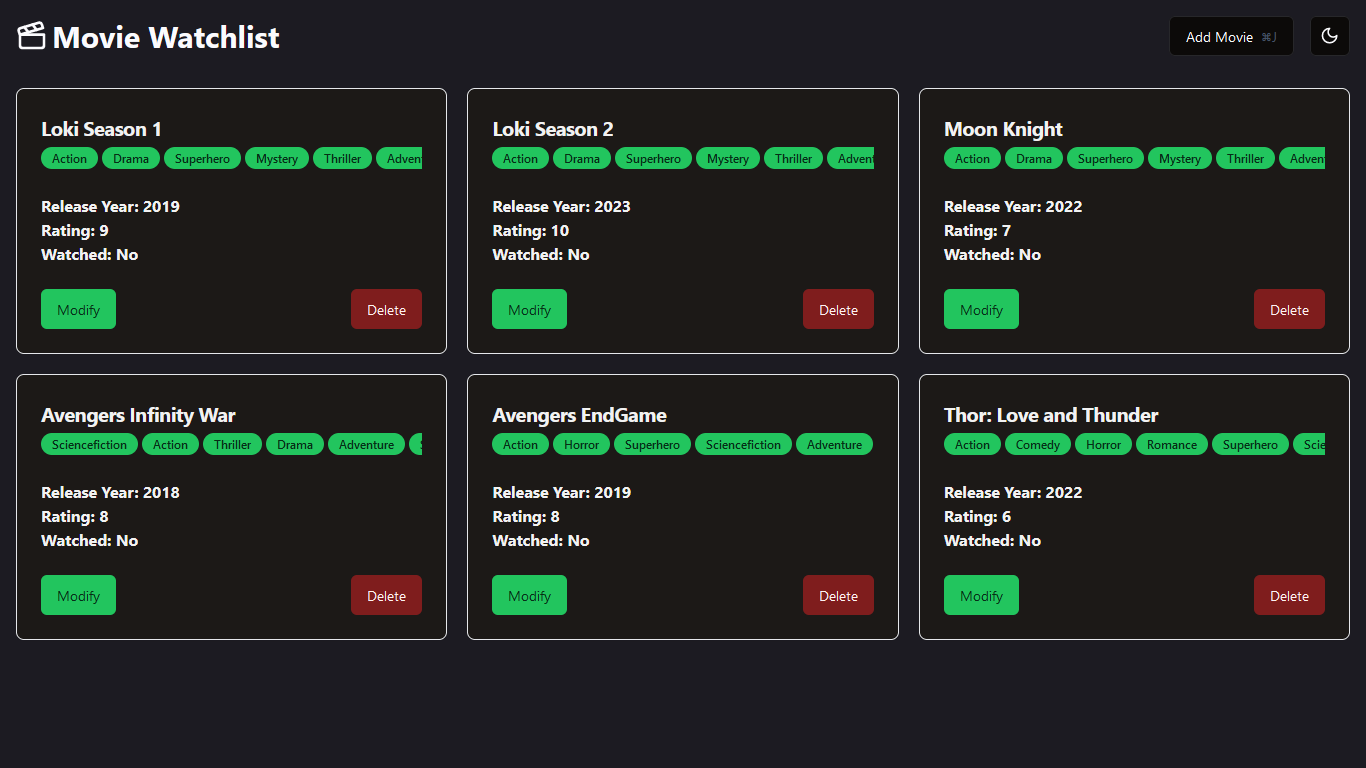 Movie Watchlist
Add Movie ⌘J
Loki Season 1
Action Drama Superhero Mystery Thriller Adven
Release Year: 2019
Rating: 9
Watched: No
Modify Delete
Loki Season 2
Action Drama Superhero Mystery Thriller Advent
Release Year: 2023
Rating: 10
Watched: No
Modify Delete
Moon Knight
Action Drama Superhero Mystery Thriller Adven
Release Year: 2022
Rating: 7
Watched: No
Modify Delete
Avengers Infinity War
Sciencefiction Action Thriller Drama Adventure
Release Year: 2018
Rating: 8
Watched: No
Modify Delete
Avengers EndGame
Action Horror Superhero Sciencefiction Adventure
Release Year: 2019
Rating: 8
Watched: No
Modify Delete
Thor: Love and Thunder
Action Comedy Horror Romance Superhero Scie
Release Year: 2022
Rating: 6
Watched: No
Modify Delete